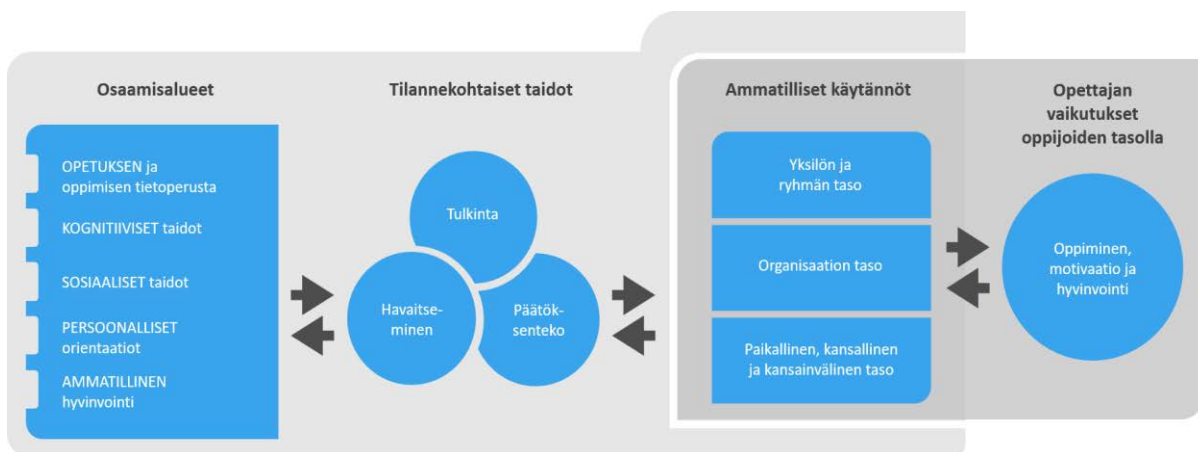 Osaamisalueet
OPETUKSEN ja
oppimisen tietoperusta
KOGNITIIVISET taidot
SOSIAALISET taidot
PERSOONALLISET
orientaatiot
AMMATILLINEN
hyvinvointi
Tilannekohtaiset taidot
Tulkinta
Havaitse-
minen
Päätök-
senteko
Ammatilliset käytännöt
Yksilön ja
ryhmän taso
Organisaation taso
Paikallinen, kansallinen
ja kansainvälinen taso
Opettajan
vaikutukset
oppijoiden tasolla
Oppiminen,
motivaatio ja
hyvinvointi